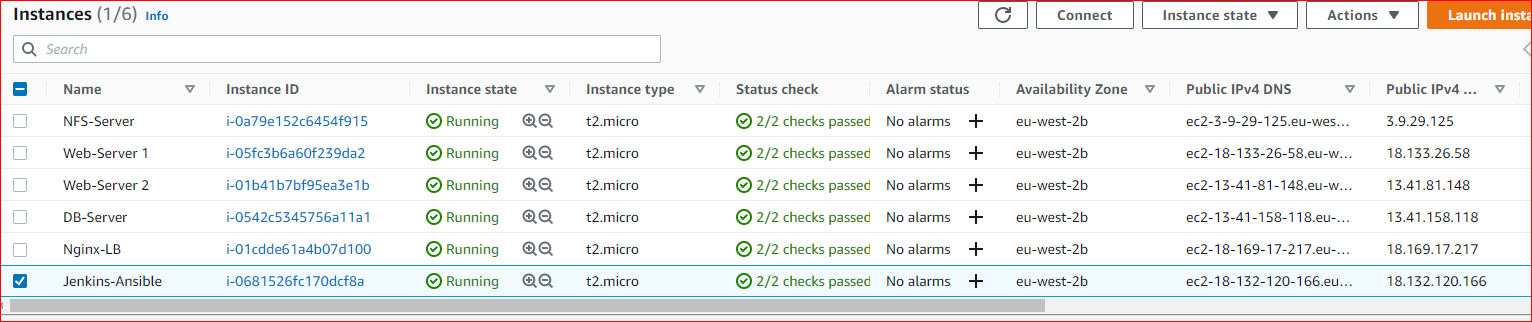 Instances (1/6) Info Connect Instance state Actions Launch insta
Search
Name Instance ID Instance state Instance type Status check Alarm status Availability Zone Public IPv4 DNS Public IPv4 ...
NFS-Server i-0a79e152c6454f915 Running t2.micro 2/2 checks passed No alarms eu-west-2b ec2-3-9-29-125.eu-wes... 3.9.29.125
Web-Server 1 i-05fc3b6a60f239da2 Running t2.micro 2/2 checks passed No alarms eu-west-2b ec2-18-133-26-58.eu-w... 18.133.26.58
Web-Server 2 i-01b41b7bf95ea3e1b Running t2.micro 2/2 checks passed No alarms eu-west-2b ec2-13-41-81-148.eu-w... 13.41.81.148
DB-Server i-0542c5345756a11a1 Running t2.micro 2/2 checks passed No alarms eu-west-2b ec2-13-41-158-118.eu-... 13.41.158.118
Nginx-LB i-01cdde61a4b07d100 Running t2.micro 2/2 checks passed No alarms eu-west-2b ec2-18-169-17-217.eu-... 18.169.17.217
Jenkins-Ansible i-0681526fc170dcf8a Running t2.micro 2/2 checks passed No alarms eu-west-2b ec2-18-132-120-166.eu... 18.132.120.166